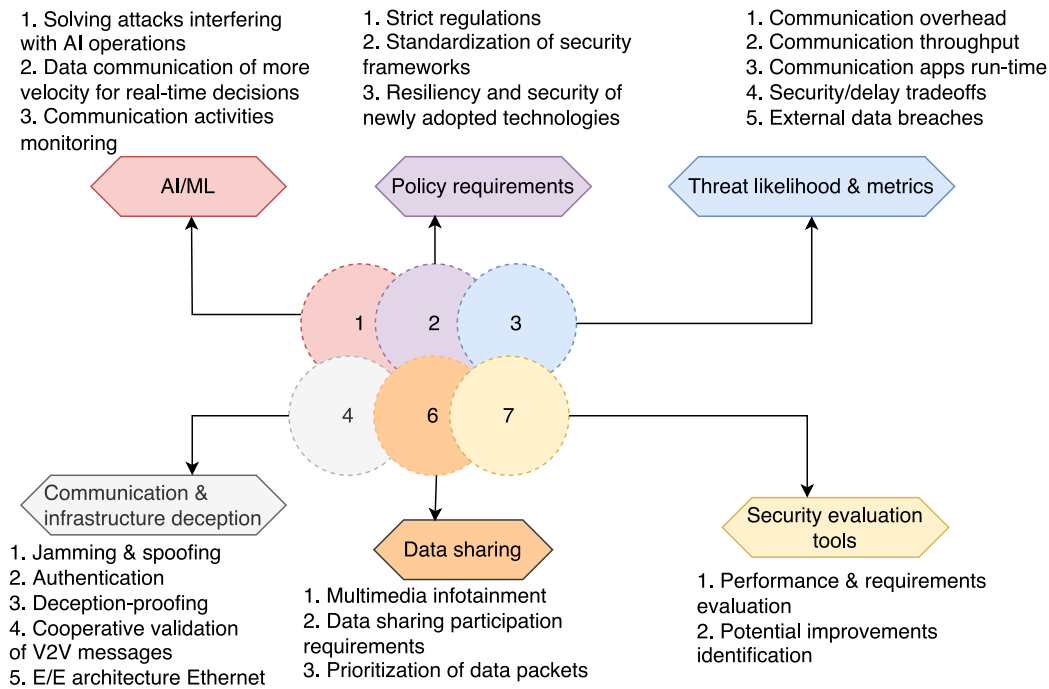 1. Solving attacks interfering
with AI operations
2. Data communication of more
velocity for real-time decisions
3. Communication activities
monitoring
AI/ML
1. Strict regulations
2. Standardization of security
frameworks
3. Resiliency and security of
newly adopted technologies
Policy requirements
1. Communication overhead
2. Communication throughput
3. Communication apps run-time
4. Security/delay tradeoffs
5. External data breaches
Threat likelihood & metrics
1
2
3
4
6
7
Communication &
infrastructure deception
1. Jamming & spoofing
2. Authentication
3. Deception-proofing
4. Cooperative validation
of V2V messages
5. E/E architecture Ethernet
Data sharing
1. Multimedia infotainment
2. Data sharing participation
requirements
3. Prioritization of data packets
Security evaluation
tools
1. Performance & requirements
evaluation
2. Potential improvements
identification